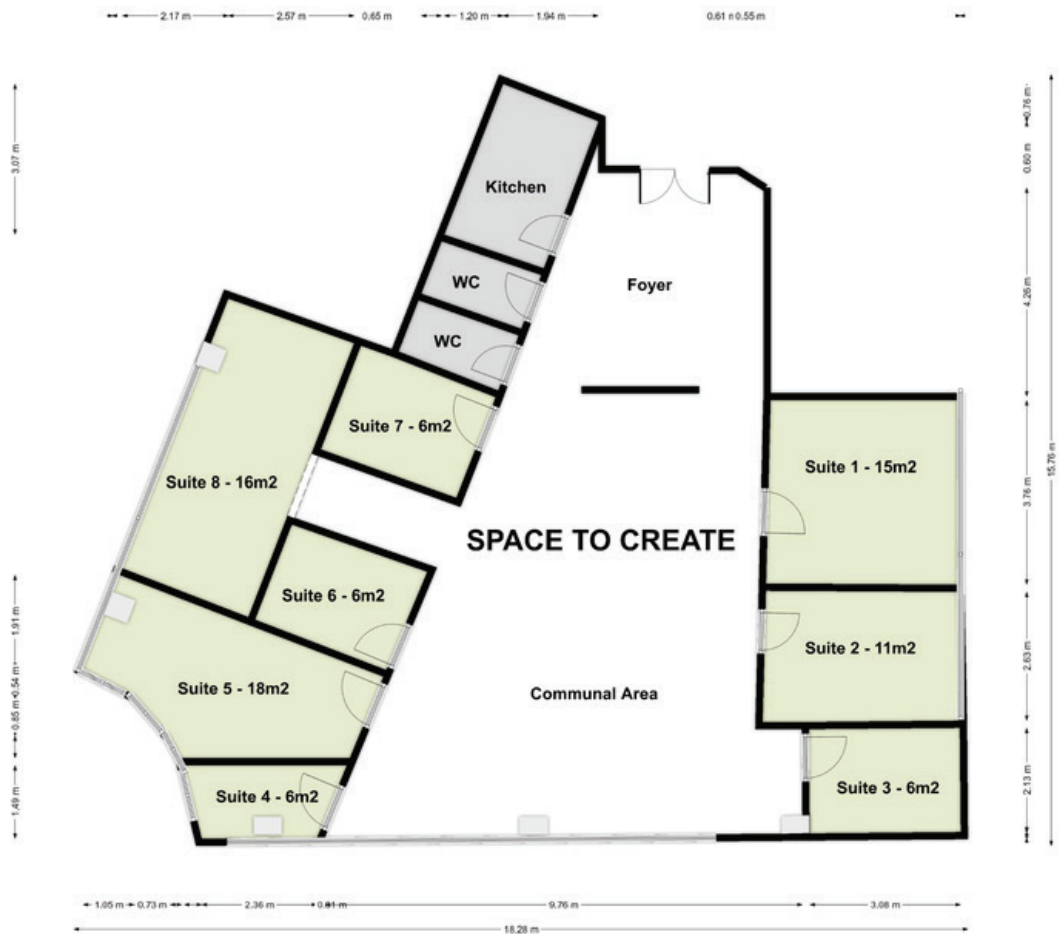 2.17 m
2.57 m
0.65 m
1.20 m
1.94 m
0.55 m
3.07 m
0.76 m
0.60 m
Kitchen
WC
Foyer
4.26 m
WC
Suite 7 - 6m2
Suite 1 - 15m2
15.76 m
Suite 8 - 16m2
3.76 m
SPACE TO CREATE
Suite 6 - 6m2
1.91 m
Suite 2 - 11m2
2.63 m
Suite 5 - 18m2
Communal Area
0.54 m
0.85 m
Suite 3 - 6m2
2.13 m
Suite 4 - 6m2
1.49 m
1.05 m
0.73 m
2.36 m
9.76 m
3.08 m
18.28 m